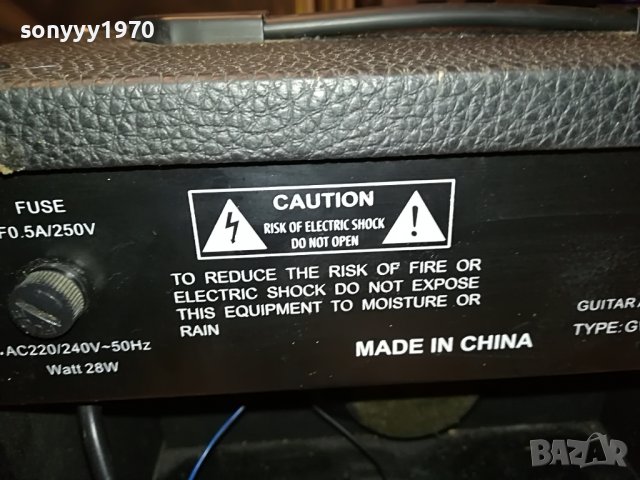 sonyyy1970
FUSE
F0.5A/250V
AC220/240V~50Hz
Watt 28W
CAUTION
RISK OF ELECTRIC SHOCK
DO NOT OPEN
TO REDUCE THE RISK OF FIRE OR
ELECTRIC SHOCK DO NOT EXPOSE
THIS EQUIPMENT TO MOISTURE OR
RAIN
MADE IN CHINA
GUITAR
TYPE:
BAZAR